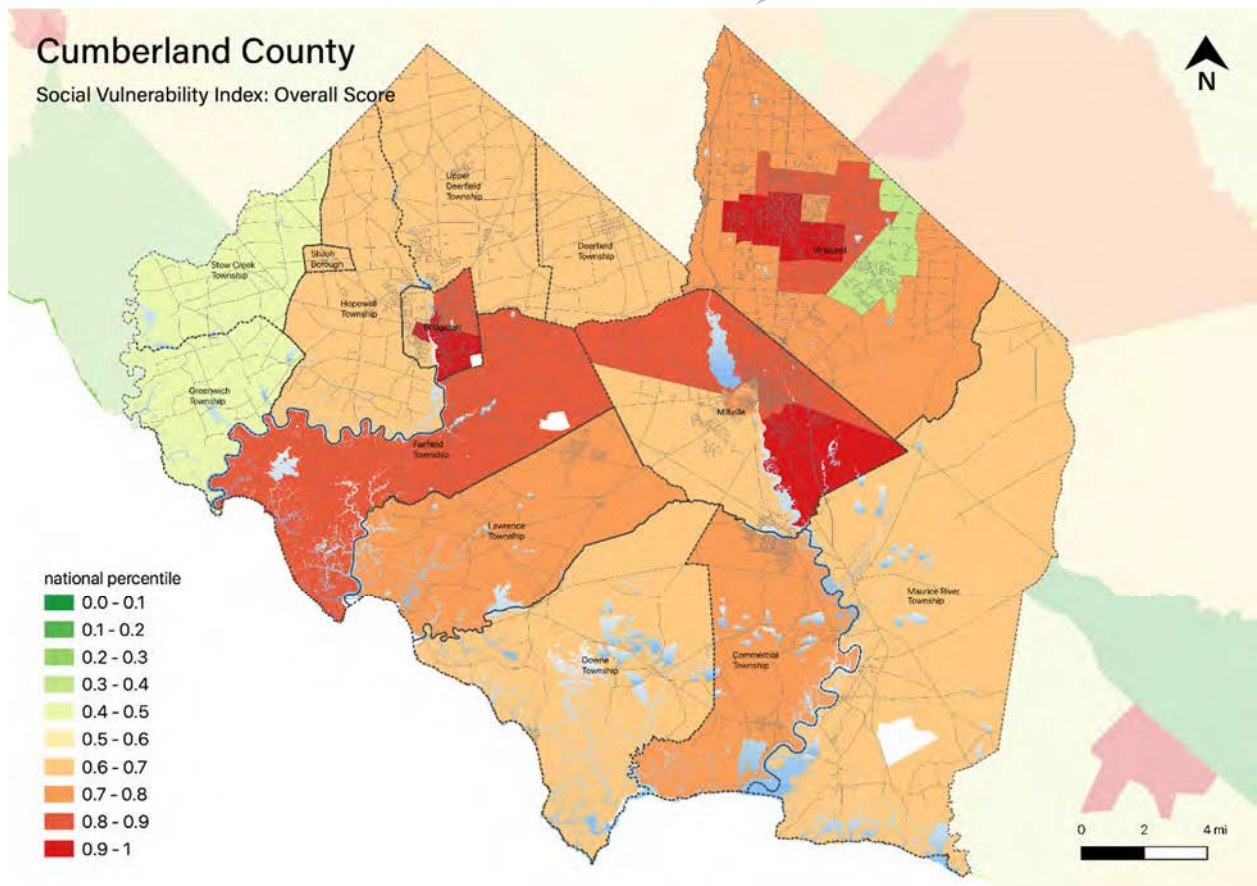 Cumberland County
Social Vulnerability Index: Overall Score
N
Upper
Deerfield
Township
Deerfield
Township
Vineland
Stow Creek
Township
Shiloh
Borough
Hopewell
Township
Bridgeton
Greenwich
Township
Millville
Fairfield
Township
Lawrence
Township
Maurice River
Township
Downe
Township
Commercial
Township
national percentile
0.0 - 0.1
0.1 - 0.2
0.2 - 0.3
0.3 - 0.4
0.4 - 0.5
0.5 - 0.6
0.6 - 0.7
0.7 - 0.8
0.8 - 0.9
0.9 - 1
0 2 4 mi